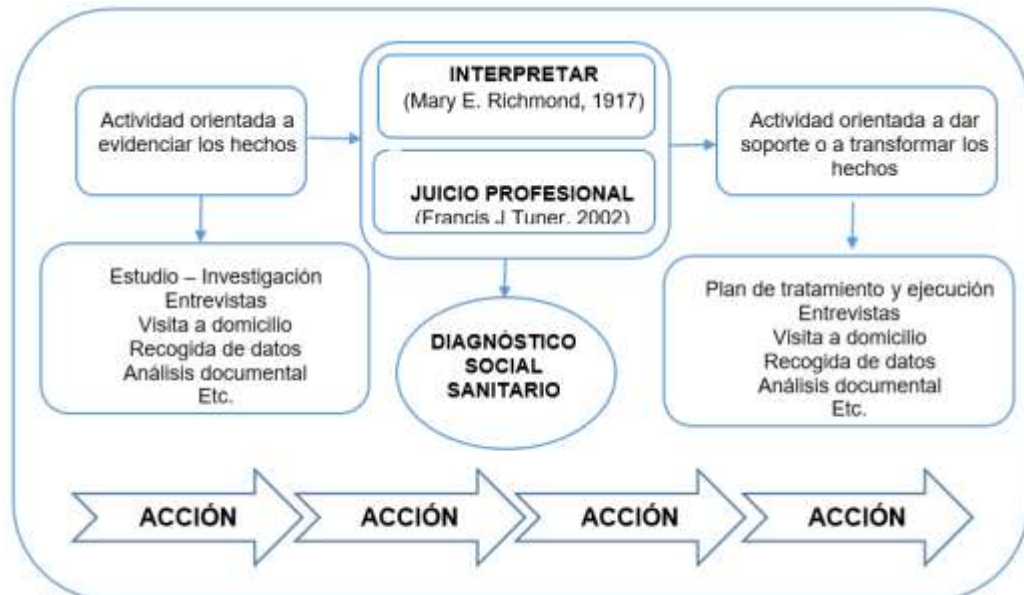 INTERPRETAR
(Mary E. Richmond, 1917)
Actividad orientada a
evidenciar los hechos
JUICIO PROFESIONAL
(Francis J Tuner, 2002)
Actividad orientada a dar
soporte o a transformar los
hechos
Estudio – Investigación
Entrevistas
Visita a domicilio
Recogida de datos
Análisis documental
Etc.
DIAGNÓSTICO
SOCIAL
SANITARIO
Plan de tratamiento y ejecución
Entrevistas
Visita a domicilio
Recogida de datos
Análisis documental
Etc.
ACCIÓN
ACCIÓN
ACCIÓN
ACCIÓN